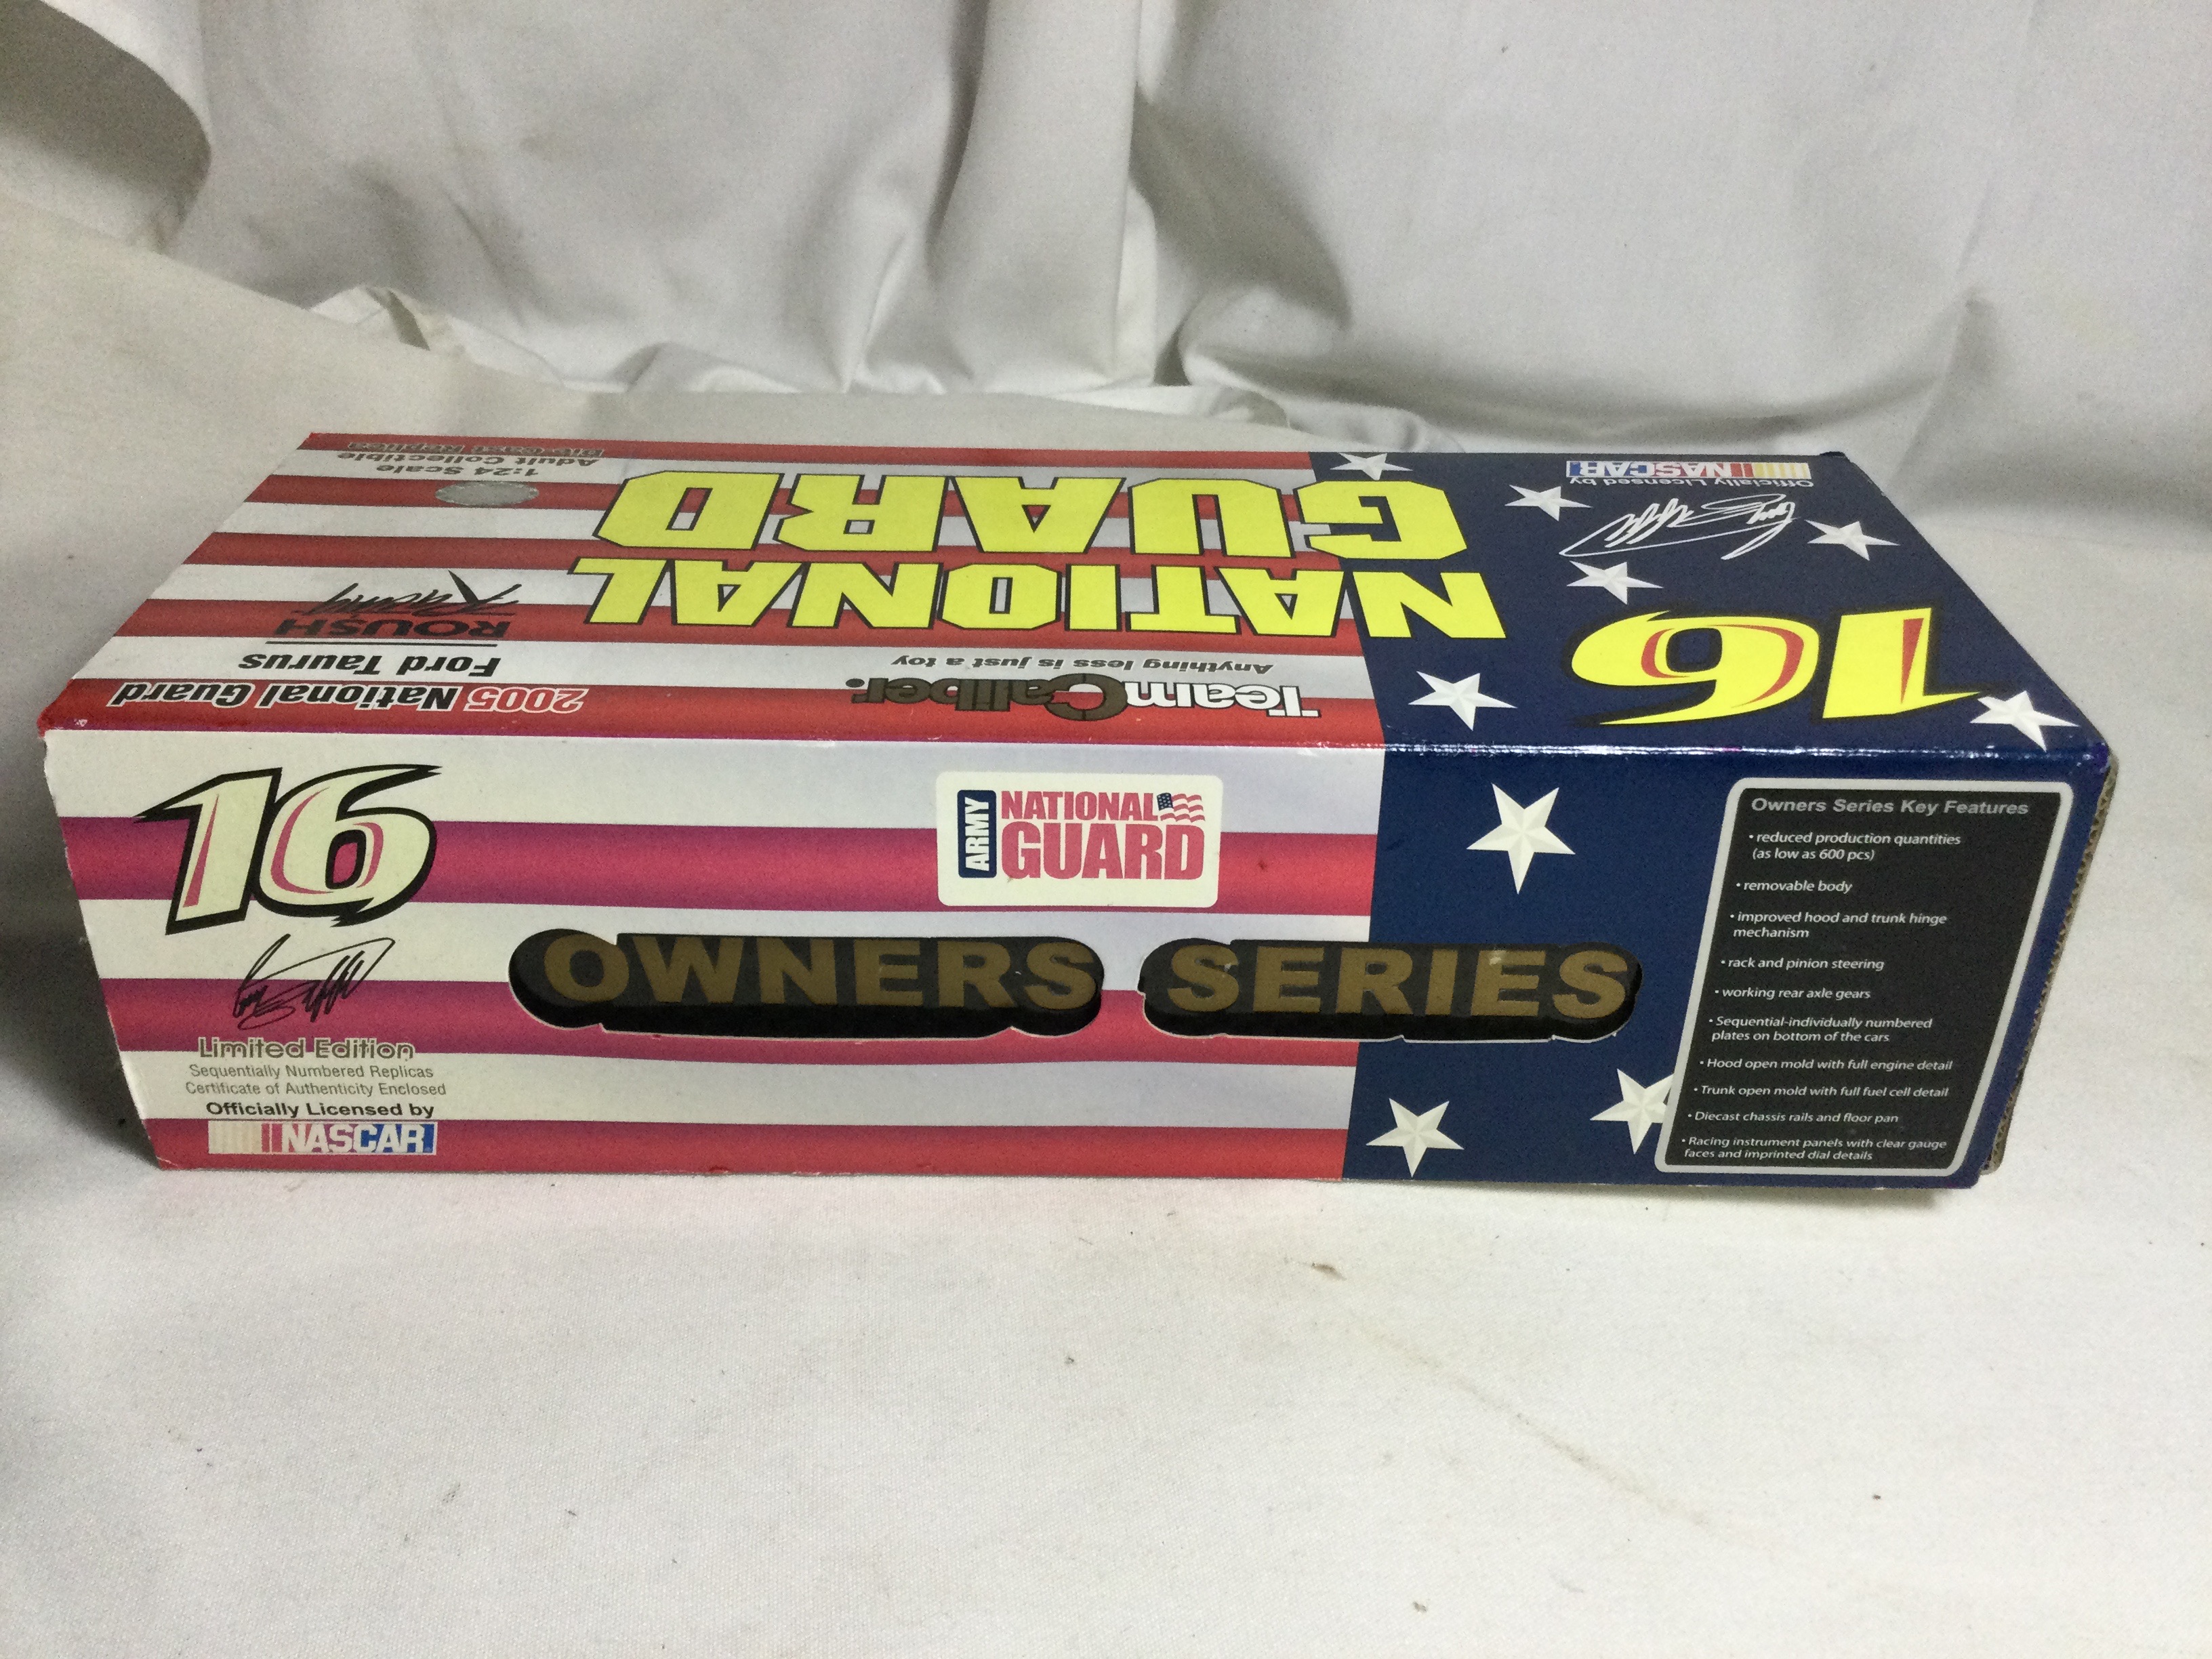 Die-Cast Replica
Adult Collectible
1:24 Scale
ROUSH
Racing
Ford Taurus
2005 National Guard
NATIONAL
GUARD
TeamCaliber.
Anything less is just a toy
Officially Licensed by
NASCAR
16
16
Limited Edition
Sequentially Numbered Replicas
Certificate of Authenticity Enclosed
Officially Licensed by
NASCAR
ARMY
NATIONAL
GUARD
OWNERS SERIES
Owners Series Key Features
• reduced production quantities
(as low as 600 pcs)
• removable body
• improved hood and trunk hinge
mechanism
• rack and pinion steering
• working rear axle gears
• Sequential-individually numbered
plates on bottom of the cars
• Hood open mold with full engine detail
• Trunk open mold with full fuel cell detail
• Diecast chassis rails and floor pan
• Racing instrument panels with clear gauge
faces and imprinted dial details